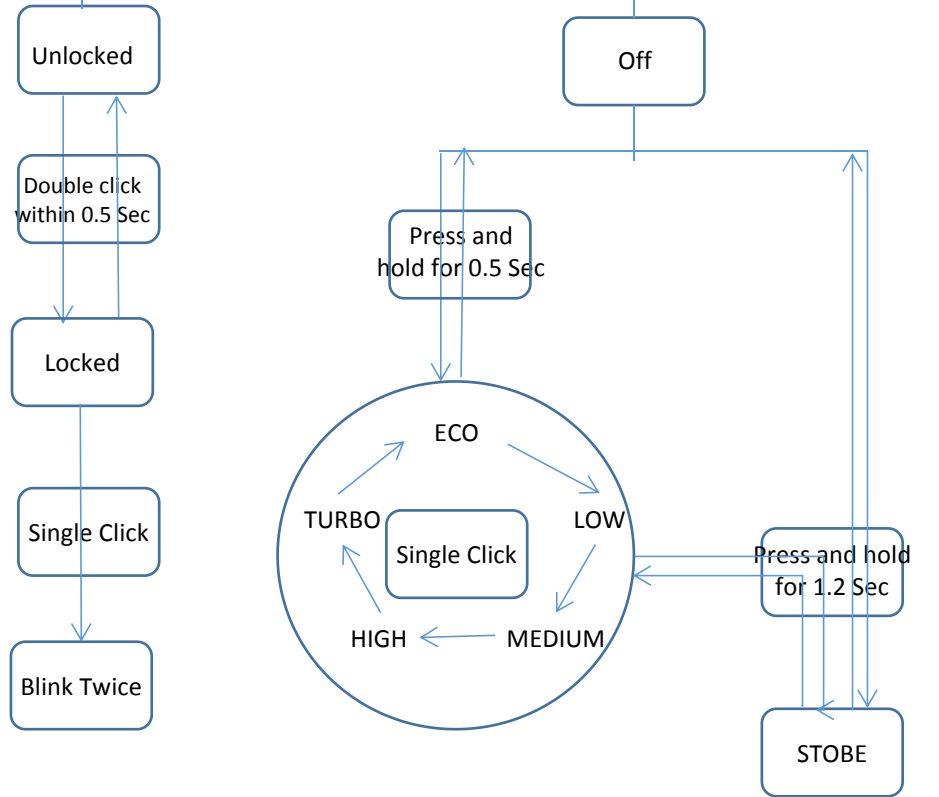 Unlocked
Double click
within 0.5 Sec
Locked
Single Click
Blink Twice
Off
Press and
hold for 0.5 Sec
ECO
TURBO
LOW
Single Click
HIGH
MEDIUM
Press and hold
for 1.2 Sec
STOBE